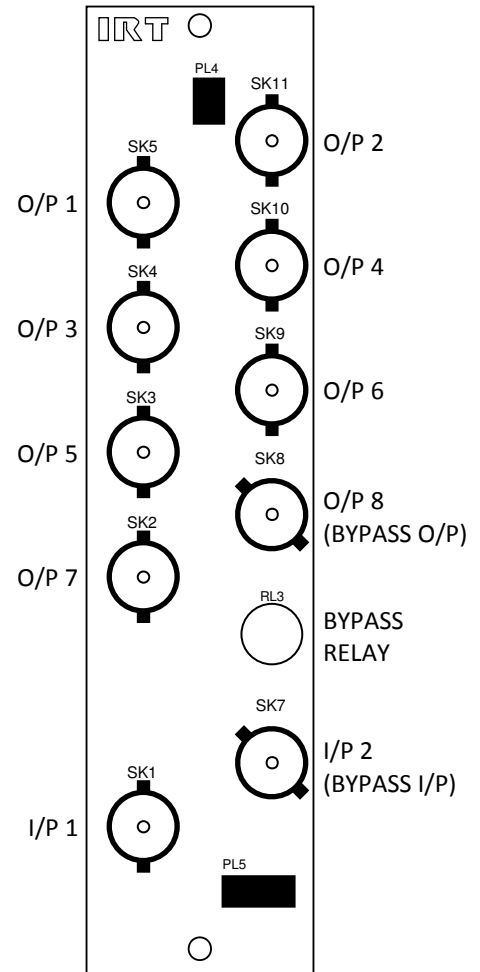 IRT
PL4
SK11
O/P 2
SK5
O/P 1
SK10
O/P 4
SK4
O/P 3
SK9
O/P 6
SK3
O/P 5
SK8
O/P 8
(BYPASS O/P)
SK2
O/P 7
RL3
BYPASS
RELAY
SK7
I/P 2
(BYPASS I/P)
SK1
I/P 1
PL5